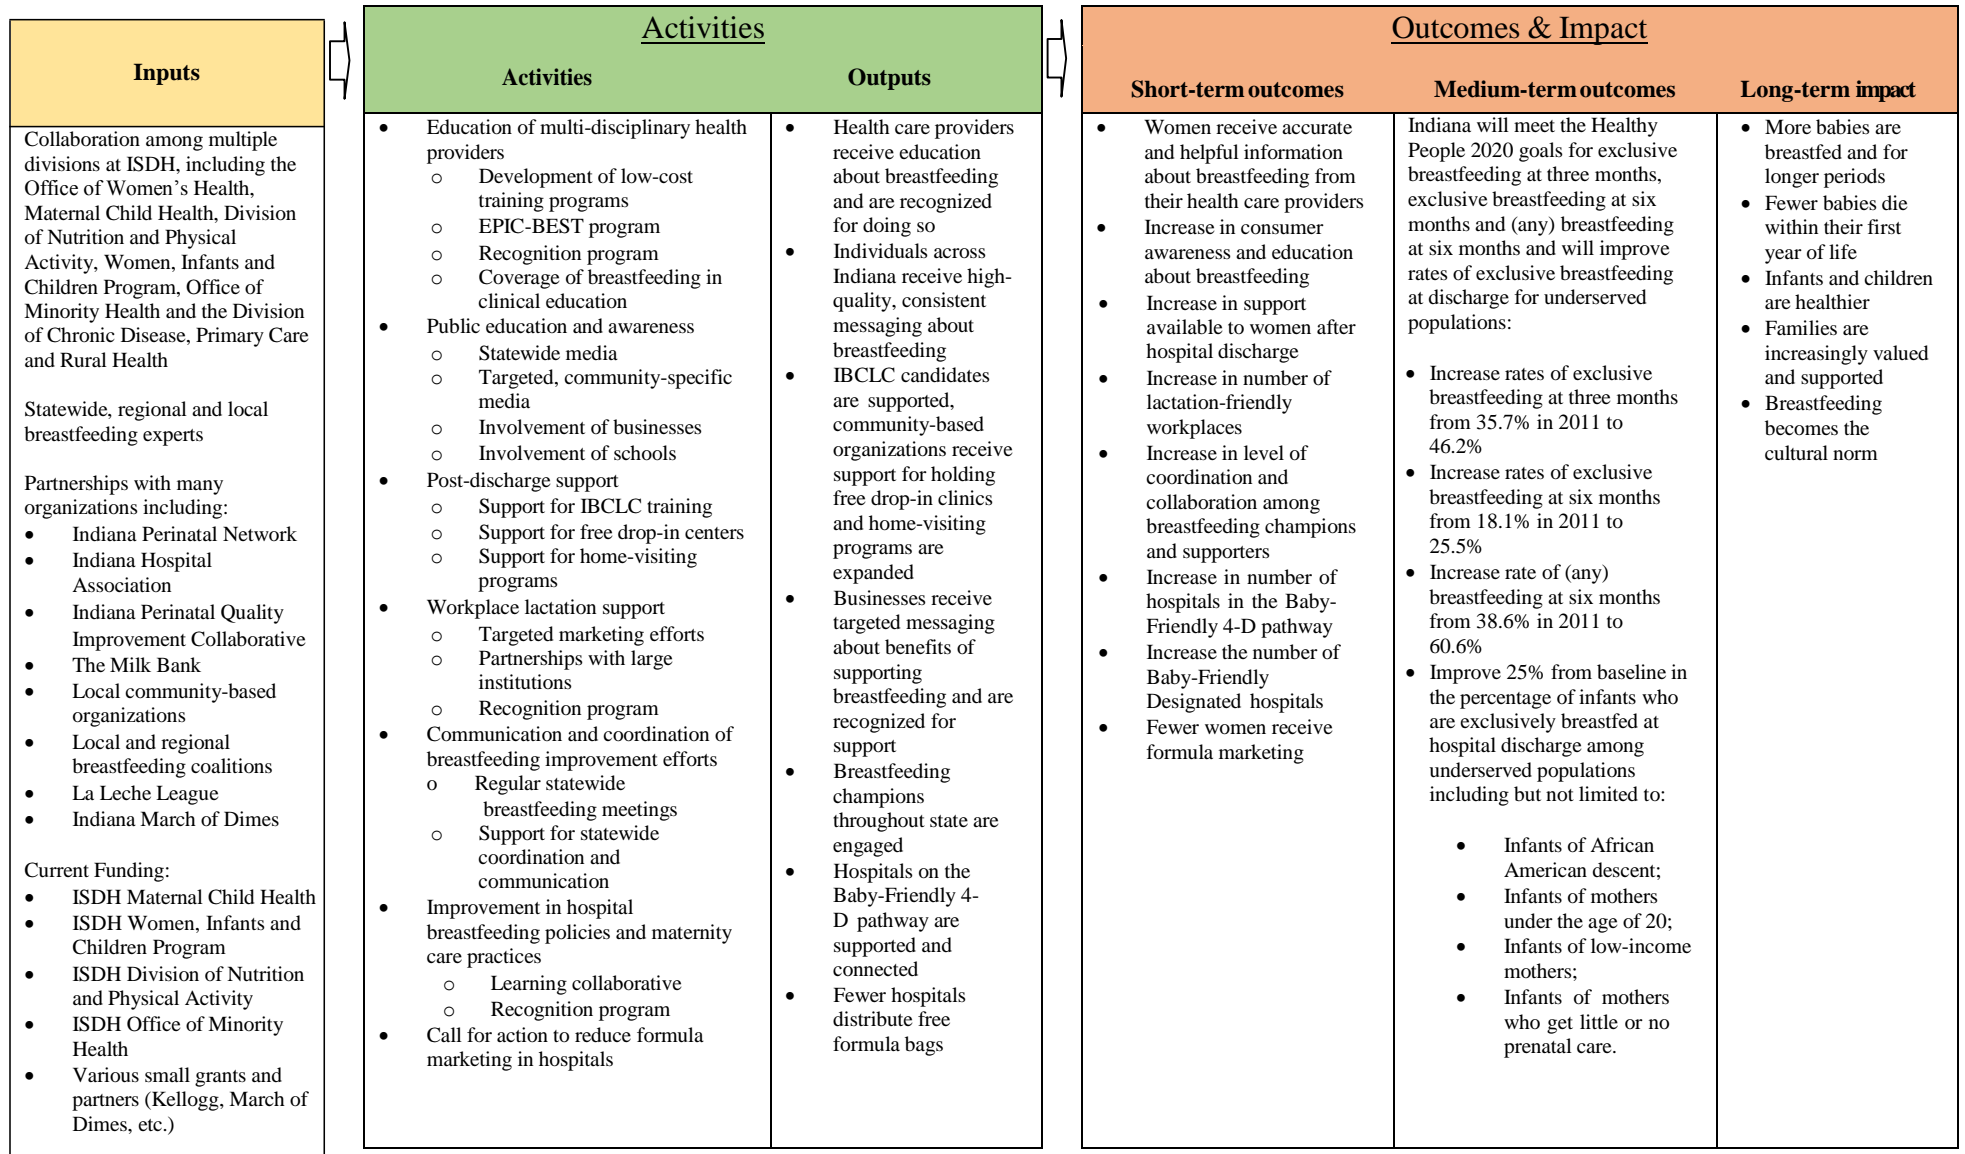 Inputs
Collaboration among multiple
divisions at ISDH, including the
Office of Women’s Health,
Maternal Child Health, Division
of Nutrition and Physical
Activity, Women, Infants and
Children Program, Office of
Minority Health and the Division
of Chronic Disease, Primary Care
and Rural Health
Statewide, regional and local
breastfeeding experts
Partnerships with many
organizations including:
• Indiana Perinatal Network
• Indiana Hospital
Association
• Indiana Perinatal Quality
Improvement Collaborative
• The Milk Bank
• Local community-based
organizations
• Local and regional
breastfeeding coalitions
• La Leche League
• Indiana March of Dimes
Current Funding:
• ISDH Maternal Child Health
• ISDH Women, Infants and
Children Program
• ISDH Division of Nutrition
and Physical Activity
• ISDH Office of Minority
Health
• Various small grants and
partners (Kellogg, March of
Dimes, etc.)
Activities
Activities
• Education of multi-disciplinary health
providers
o Development of low-cost
training programs
o EPIC-BEST program
o Recognition program
o Coverage of breastfeeding in
clinical education
• Public education and awareness
o Statewide media
o Targeted, community-specific
media
o Involvement of businesses
o Involvement of schools
• Post-discharge support
o Support for IBCLC training
o Support for free drop-in centers
o Support for home-visiting
programs
• Workplace lactation support
o Targeted marketing efforts
o Partnerships with large
institutions
o Recognition program
• Communication and coordination of
breastfeeding improvement efforts
o Regular statewide
breastfeeding meetings
o Support for statewide
coordination and
communication
• Improvement in hospital
breastfeeding policies and maternity
care practices
o Learning collaborative
o Recognition program
• Call for action to reduce formula
marketing in hospitals
Outputs
• Health care providers
receive education
about breastfeeding
and are recognized
for doing so
• Individuals across
Indiana receive high-
quality, consistent
messaging about
breastfeeding
• IBCLC candidates
are supported,
community-based
organizations receive
support for holding
free drop-in clinics
and home-visiting
programs are
expanded
• Businesses receive
targeted messaging
about benefits of
supporting
breastfeeding and are
recognized for
support
• Breastfeeding
champions
throughout state are
engaged
• Hospitals on the
Baby-Friendly 4-
D pathway are
supported and
connected
• Fewer hospitals
distribute free
formula bags
Outcomes & Impact
Short-term outcomes
• Women receive accurate
and helpful information
about breastfeeding from
their health care providers
• Increase in consumer
awareness and education
about breastfeeding
• Increase in support
available to women after
hospital discharge
• Increase in number of
lactation-friendly
workplaces
• Increase in level of
coordination and
collaboration among
breastfeeding champions
and supporters
• Increase in number of
hospitals in the Baby-
Friendly 4-D pathway
• Increase the number of
Baby-Friendly
Designated hospitals
• Fewer women receive
formula marketing
Medium-term outcomes
Indiana will meet the Healthy
People 2020 goals for exclusive
breastfeeding at three months,
exclusive breastfeeding at six
months and (any) breastfeeding
at six months and will improve
rates of exclusive breastfeeding
at discharge for underserved
populations:
• Increase rates of exclusive
breastfeeding at three months
from 35.7% in 2011 to
46.2%
• Increase rates of exclusive
breastfeeding at six months
from 18.1% in 2011 to
25.5%
• Increase rate of (any)
breastfeeding at six months
from 38.6% in 2011 to
60.6%
• Improve 25% from baseline in
the percentage of infants who
are exclusively breastfed at
hospital discharge among
underserved populations
including but not limited to:
• Infants of African
American descent;
• Infants of mothers
under the age of 20;
• Infants of low-income
mothers;
• Infants of mothers
who get little or no
prenatal care.
Long-term impact
• More babies are
breastfed and for
longer periods
• Fewer babies die
within their first
year of life
• Infants and children
are healthier
• Families are
increasingly valued
and supported
• Breastfeeding
becomes the
cultural norm